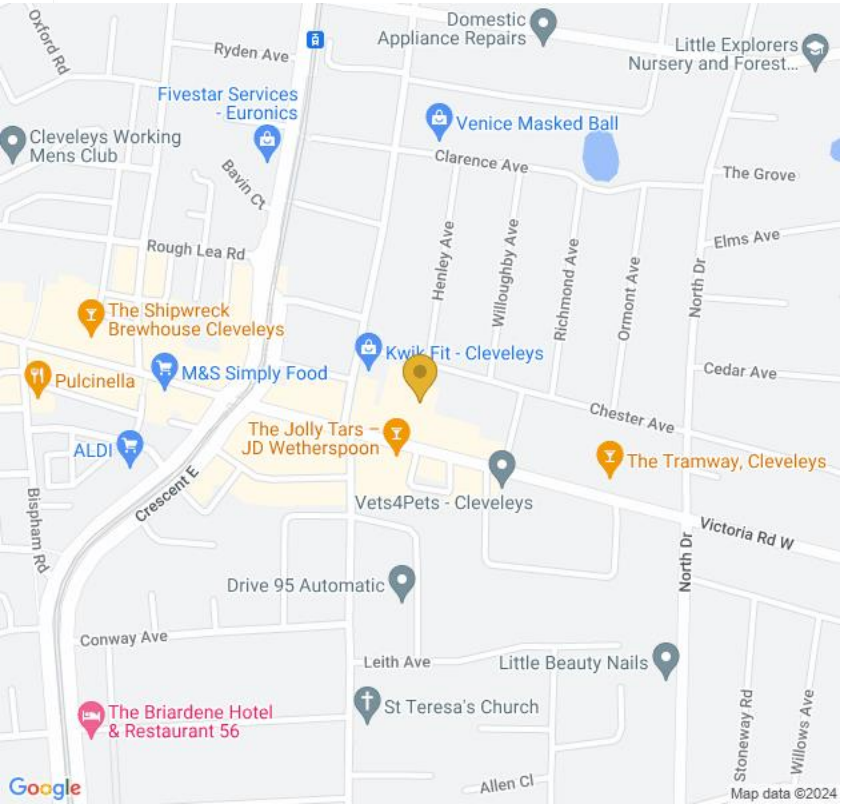 Domestic
Appliance Repairs
Oxford Rd
Ryden Ave
Little Explorers
Nursery and Forest...
Fivestar Services
- Euronics
Venice Masked Ball
Cleveleys Working
Mens Club
Clarence Ave
Bavin Ct
The Grove
Henley Ave
Willoughby Ave
Richmond Ave
Ormont Ave
North Dr
Elms Ave
Rough Lea Rd
The Shipwreck
Brewhouse Cleveleys
Kwik Fit - Cleveleys
M&S Simply Food
Pulcinella
Cedar Ave
Chester Ave
The Jolly Tars –
JD Wetherspoon
ALDI
The Tramway, Cleveleys
Crescent E
Vets4Pets - Cleveleys
Bispham Rd
Victoria Rd W
North Dr
Drive 95 Automatic
Conway Ave
Leith Ave
Little Beauty Nails
St Teresa's Church
The Briardene Hotel
& Restaurant 56
Stoneway Rd
Willows Ave
Allen Cl
Google
Map data ©2024